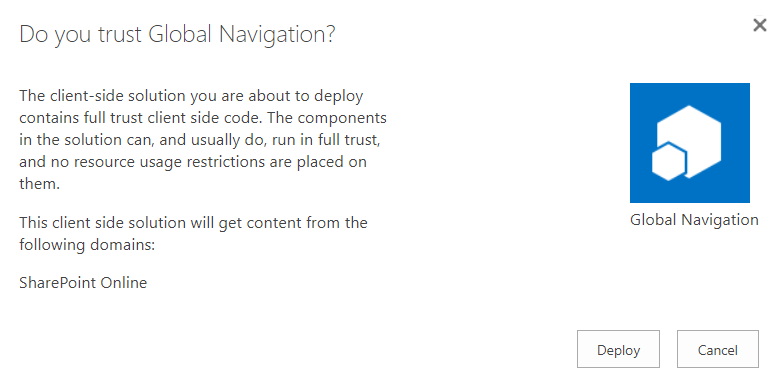 Do you trust Global Navigation?
The client-side solution you are about to deploy
contains full trust client side code. The components
in the solution can, and usually do, run in full trust,
and no resource usage restrictions are placed on
them.
This client side solution will get content from the
following domains:
SharePoint Online
Global Navigation
Deploy
Cancel